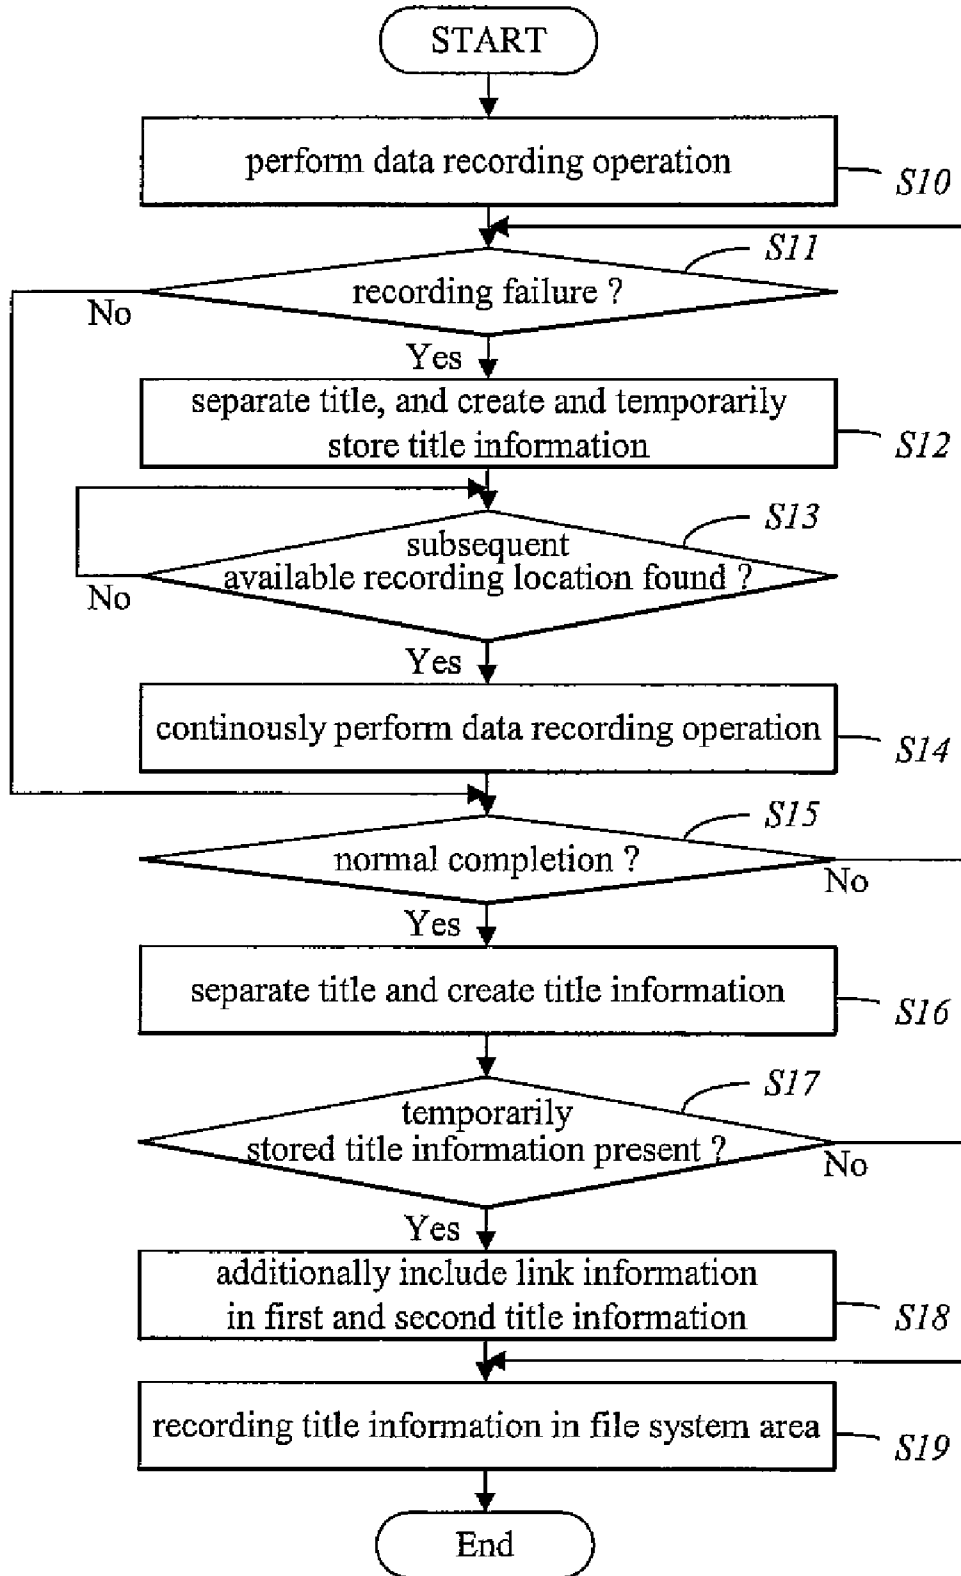 START
perform data recording operation
S10
S11
recording failure ?
No
Yes
separate title, and create and temporarily
store title information
S12
S13
subsequent
available recording location found ?
No
Yes
continously perform data recording operation
S14
S15
normal completion ?
No
Yes
separate title and create title information
S16
S17
temporarily
stored title information present ?
No
Yes
additionally include link information
in first and second title information
S18
recording title information in file system area
S19
End